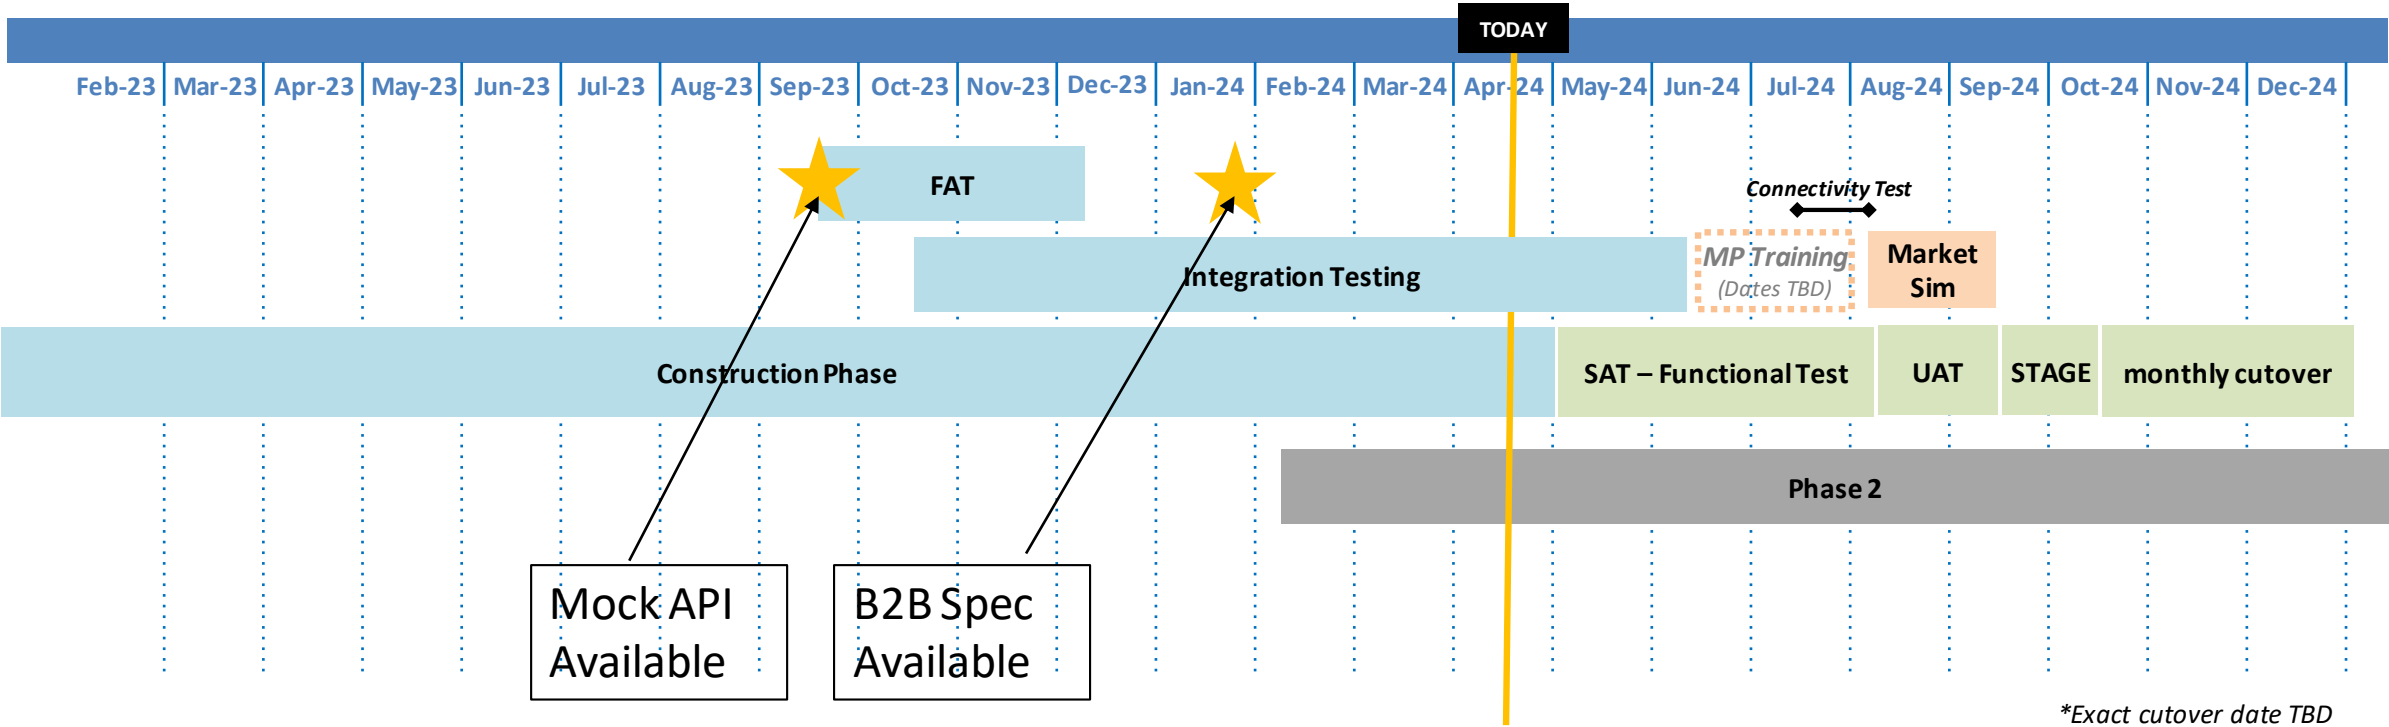 TODAY
Feb-23 Mar-23 Apr-23 May-23 Jun-23 Jul-23 Aug-23 Sep-23 Oct-23 Nov-23 Dec-23 Jan-24 Feb-24 Mar-24 Apr-24 May-24 Jun-24 Jul-24 Aug-24 Sep-24 Oct-24 Nov-24 Dec-24
FAT
Connectivity Test
Integration Testing
MP Training
(Dates TBD)
Market
Sim
Construction Phase
SAT – Functional Test
UAT
STAGE
monthly cutover
Phase 2
Mock API
Available
B2B Spec
Available
*Exact cutover date TBD